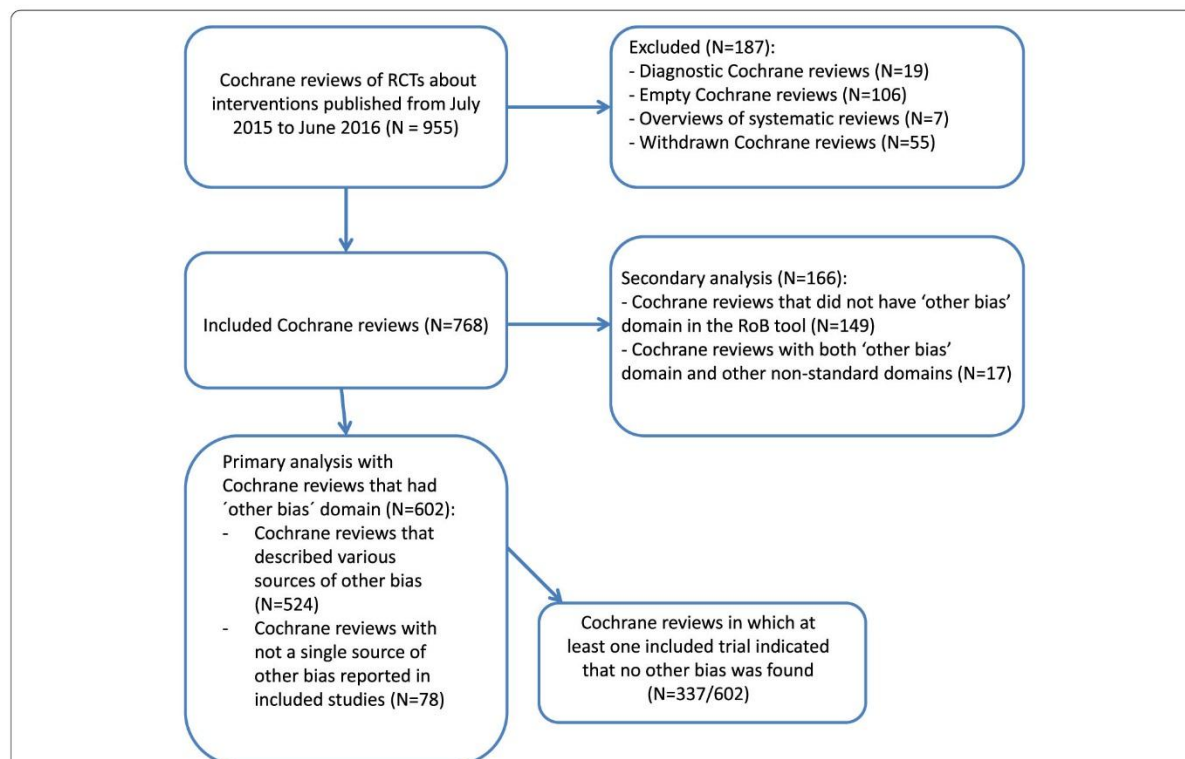 Cochrane reviews of RCTs about
interventions published from July
2015 to June 2016 (N = 955)
Excluded (N=187):
- Diagnostic Cochrane reviews (N=19)
- Empty Cochrane reviews (N=106)
- Overviews of systematic reviews (N=7)
- Withdrawn Cochrane reviews (N=55)
Included Cochrane reviews (N=768)
Secondary analysis (N=166):
- Cochrane reviews that did not have ‘other bias’
domain in the RoB tool (N=149)
- Cochrane reviews with both ‘other bias’
domain and other non-standard domains (N=17)
Primary analysis with
Cochrane reviews that had
´other bias´ domain (N=602):
- Cochrane reviews that
described various
sources of other bias
(N=524)
- Cochrane reviews with
not a single source of
other bias reported in
included studies (N=78)
Cochrane reviews in which at
least one included trial indicated
that no other bias was found
(N=337/602)